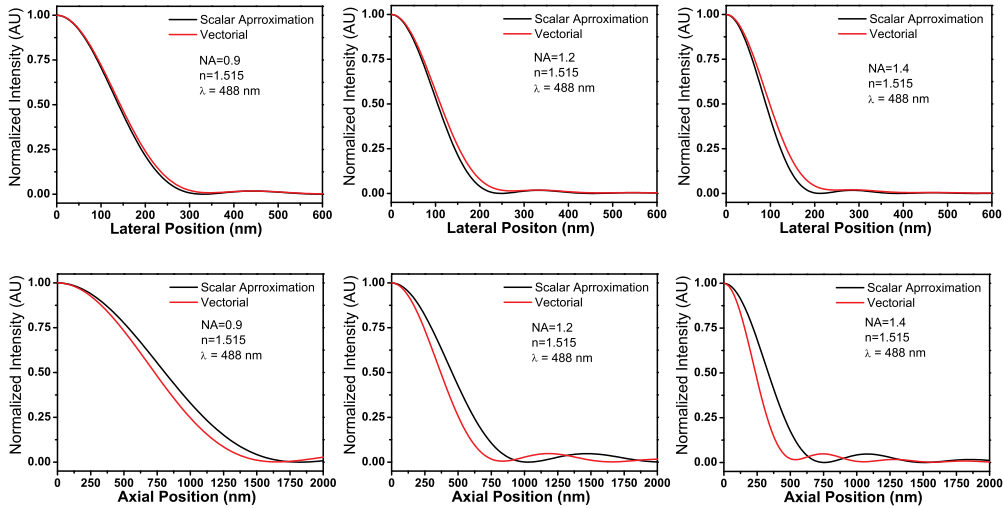 Normalized Intensity (AU)
1.00
0.75
0.50
0.25
0.00
Scalar Aprroximation
Vectorial
NA=0.9
n=1.515
λ = 488 nm
0 100 200 300 400 500 600
Lateral Position (nm)
Normalized Intensity (AU)
1.00
0.75
0.50
0.25
0.00
Scalar Aprroximation
Vectorial
NA=1.2
n=1.515
λ = 488 nm
0 100 200 300 400 500 600
Lateral Position (nm)
Normalized Intensity (AU)
1.00
0.75
0.50
0.25
0.00
Scalar Aprroximation
Vectorial
NA=1.4
n=1.515
λ = 488 nm
0 100 200 300 400 500 600
Lateral Position (nm)
Normalized Intensity (AU)
1.00
0.75
0.50
0.25
0.00
Scalar Aprroximation
Vectorial
NA=0.9
n=1.515
λ = 488 nm
0 250 500 750 1000 1250 1500 1750 2000
Axial Position (nm)
Normalized Intensity (AU)
1.00
0.75
0.50
0.25
0.00
Scalar Aprroximation
Vectorial
NA=1.2
n=1.515
λ = 488 nm
0 250 500 750 1000 1250 1500 1750 2000
Axial Position (nm)
Normalized Intensity (AU)
1.00
0.75
0.50
0.25
0.00
Scalar Aprroximation
Vectorial
NA=1.4
n=1.515
λ = 488 nm
0 250 500 750 1000 1250 1500 1750 2000
Axial Position (nm)